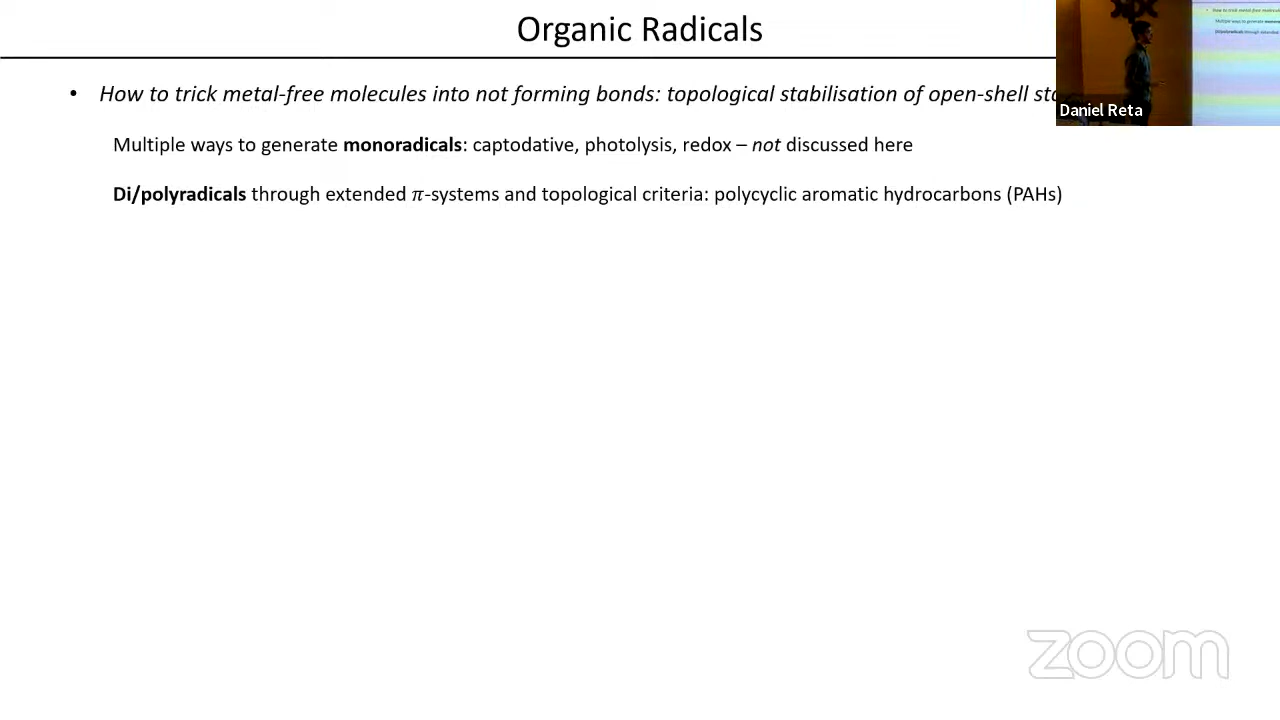 Organic Radicals
• How to trick metal-free molecules into not forming bonds: topological stabilisation of open-shell
Multiple ways to generate monoradicals: captodative, photolysis, redox – not discussed here
Di/polyradicals through extended π-systems and topological criteria: polycyclic aromatic hydrocarbons (PAHs)
Daniel Reta
zoom